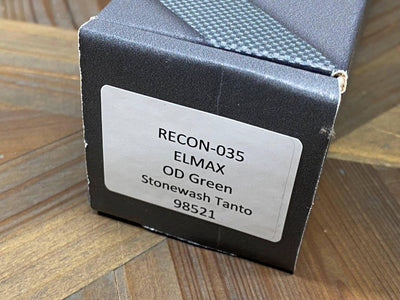 RECON-035
ELMAX
OD Green
Stonewash Tanto
98521